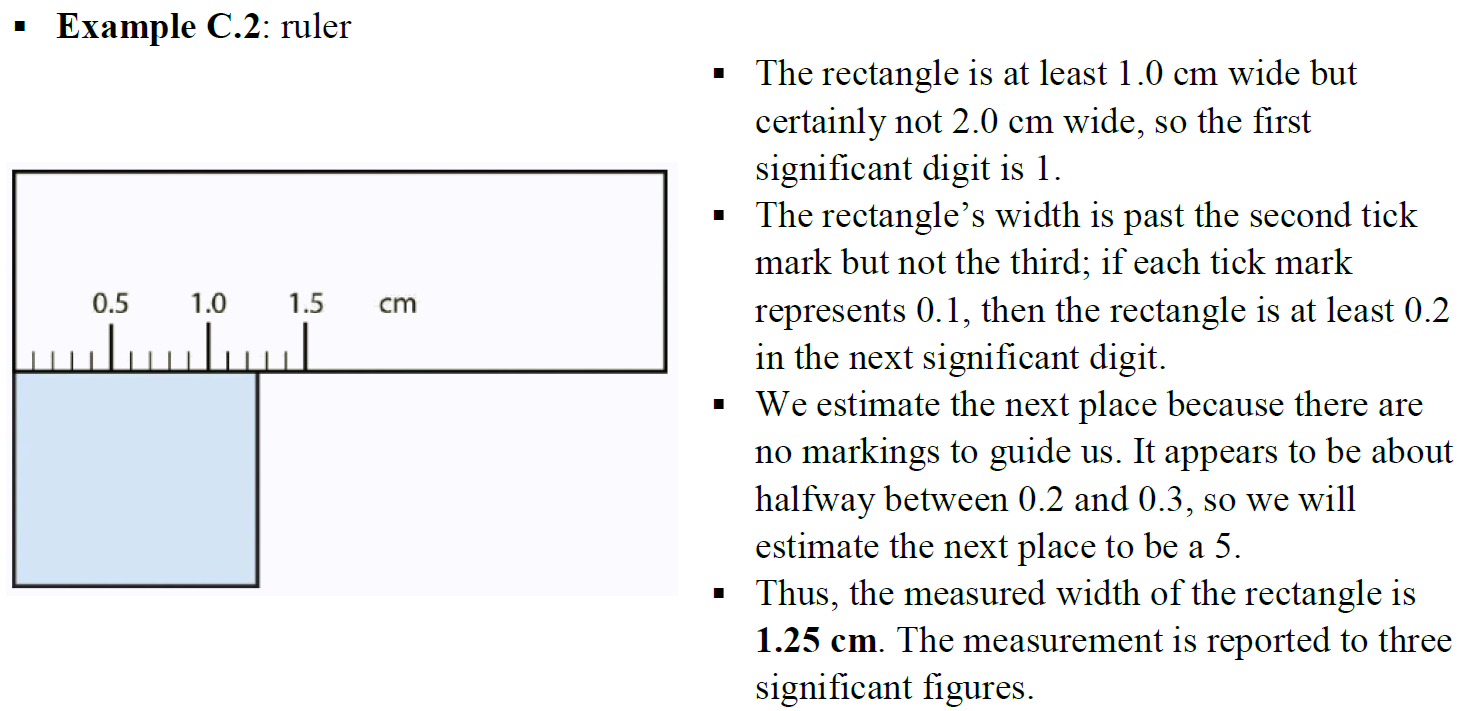 ▪ Example C.2: ruler
▪ The rectangle is at least 1.0 cm wide but
certainly not 2.0 cm wide, so the first
significant digit is 1.
▪ The rectangle’s width is past the second tick
mark but not the third; if each tick mark
represents 0.1, then the rectangle is at least 0.2
in the next significant digit.
▪ We estimate the next place because there are
no markings to guide us. It appears to be about
halfway between 0.2 and 0.3, so we will
estimate the next place to be a 5.
▪ Thus, the measured width of the rectangle is
1.25 cm. The measurement is reported to three
significant figures.
0.5 1.0 1.5 cm